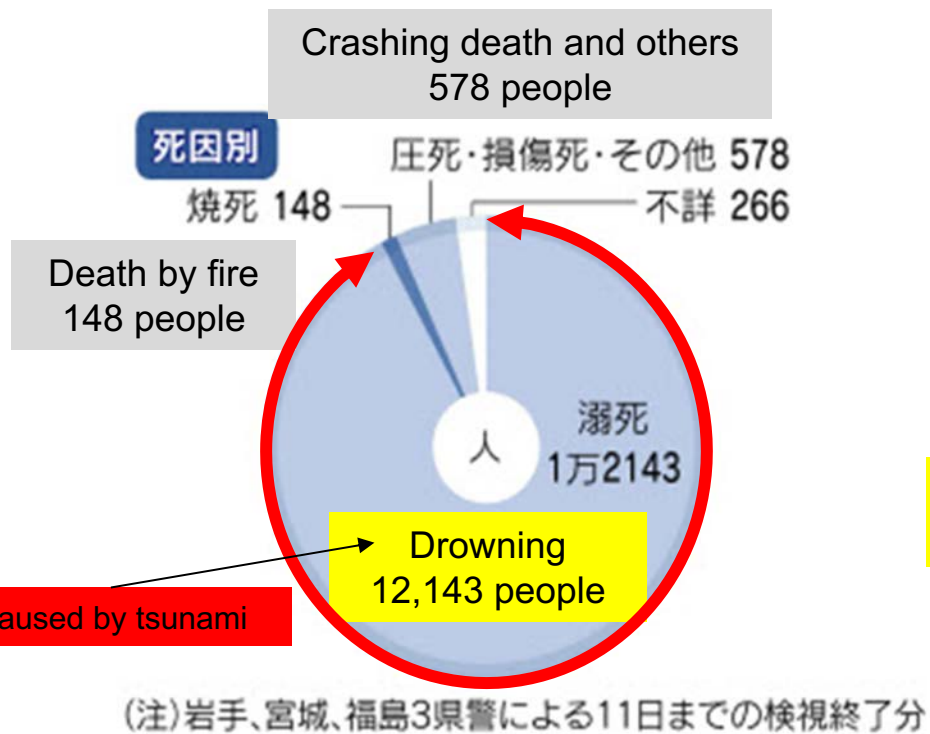 Crashing death and others
578 people
死因別
圧死・損傷死・その他 578
焼死 148
不詳 266
Death by fire
148 people
溺死
1万2143
人
Drowning
12,143 people
aused by tsunami
(注)岩手、宮城、福島3県警による11日までの検視終了分